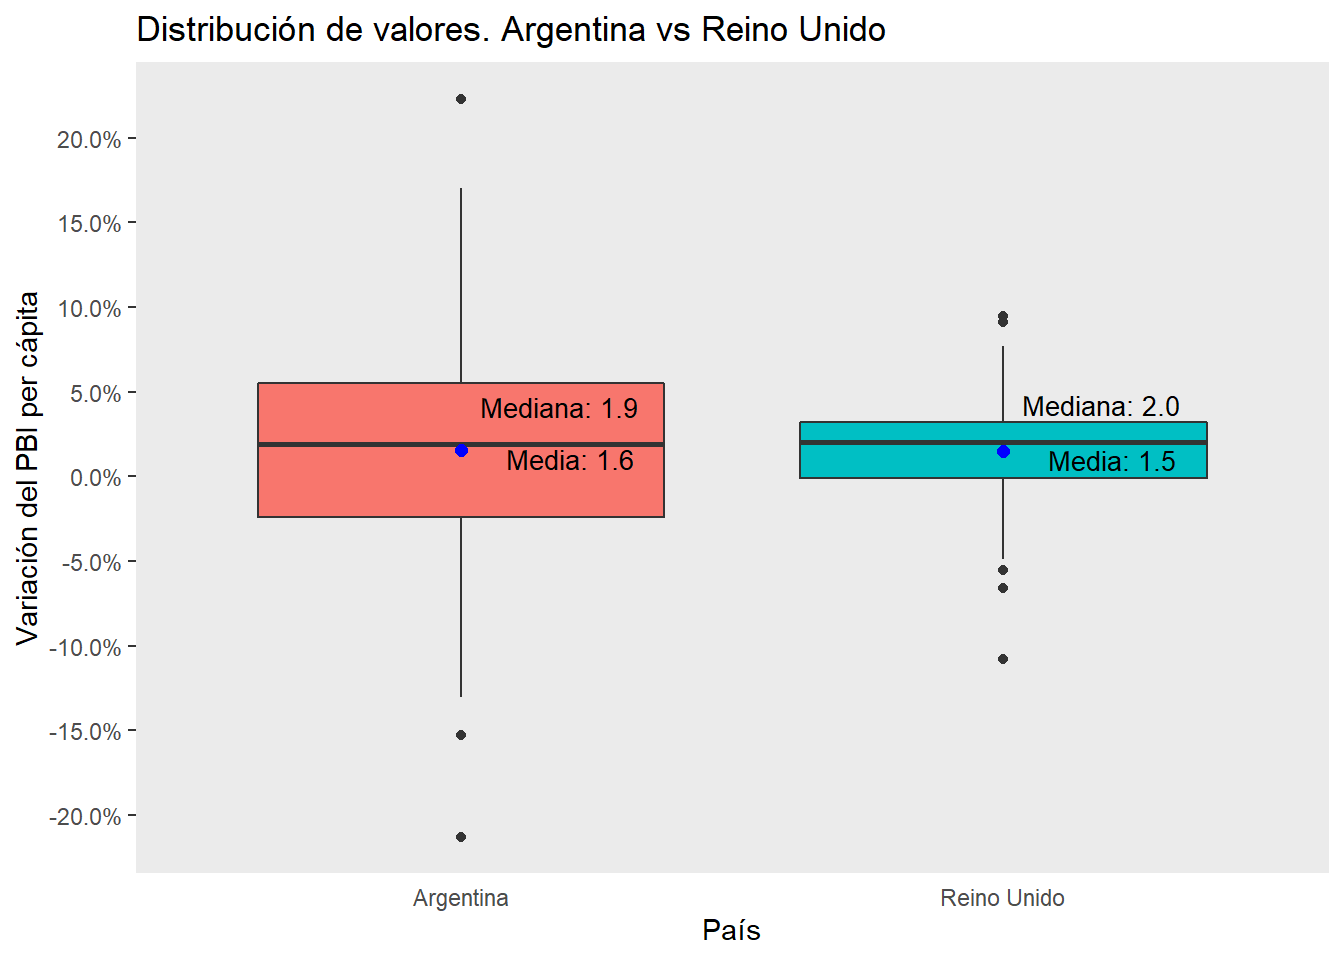 Distribución de valores. Argentina vs Reino Unido
Variación del PBI per cápita
20.0%
15.0%
10.0%
5.0%
0.0%
-5.0%
-10.0%
-15.0%
-20.0%
Mediana: 1.9
Media: 1.6
Mediana: 2.0
Media: 1.5
Argentina
Reino Unido
País